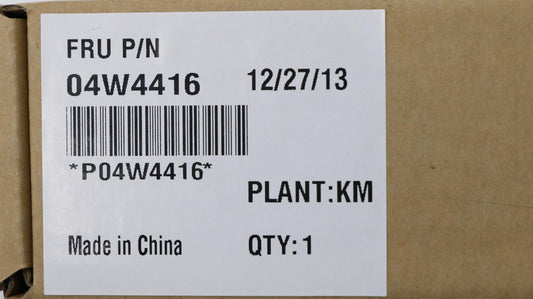 FRU P/N
04W4416 12/27/13
*P04W4416*
PLANT:KM
Made in China QTY:1